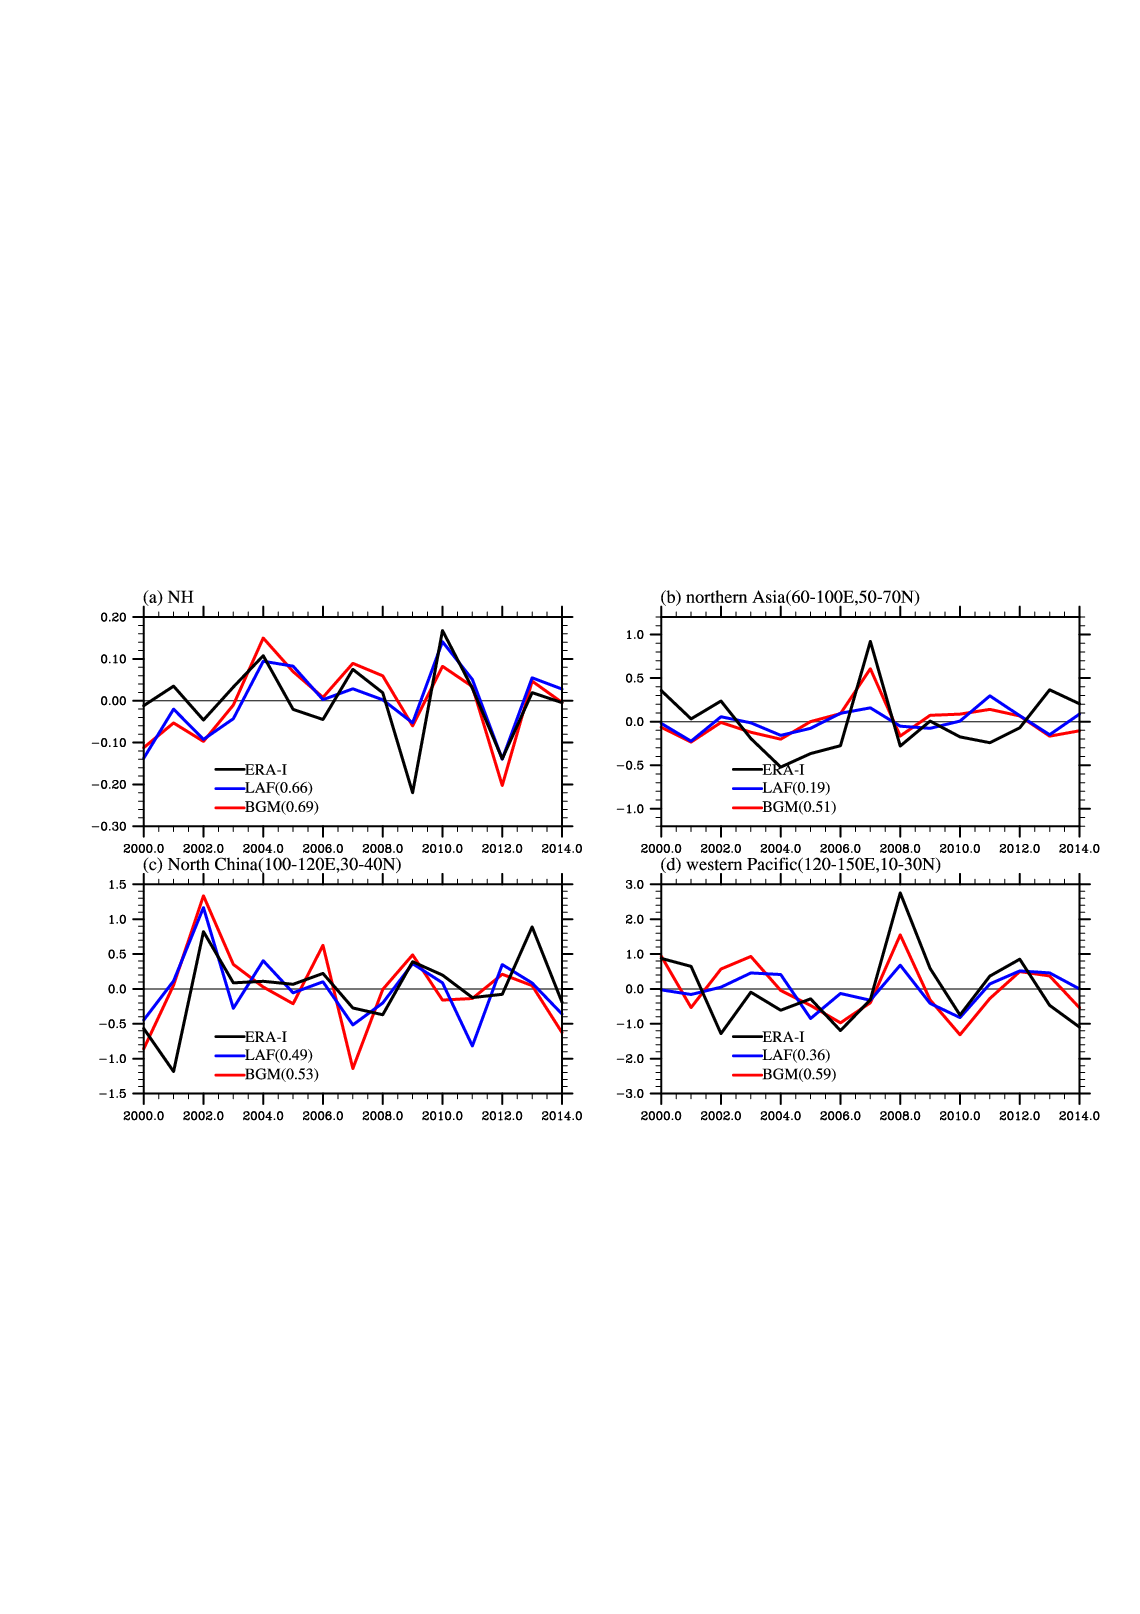 (a) NH
0.20
0.10
0.00
−0.10
−0.20
−0.30
ERA-I
LAF(0.66)
BGM(0.69)
2000.0 2002.0 2004.0 2006.0 2008.0 2010.0 2012.0 2014.0
(b) northern Asia(60-100E,50-70N)
1.0
0.5
0.0
−0.5
−1.0
ERA-I
LAF(0.19)
BGM(0.51)
2000.0 2002.0 2004.0 2006.0 2008.0 2010.0 2012.0 2014.0
(c) North China(100-120E,30-40N)
1.5
1.0
0.5
0.0
−0.5
−1.0
−1.5
ERA-I
LAF(0.49)
BGM(0.53)
2000.0 2002.0 2004.0 2006.0 2008.0 2010.0 2012.0 2014.0
(d) western Pacific(120-150E,10-30N)
3.0
2.0
1.0
0.0
−1.0
−2.0
−3.0
ERA-I
LAF(0.36)
BGM(0.59)
2000.0 2002.0 2004.0 2006.0 2008.0 2010.0 2012.0 2014.0